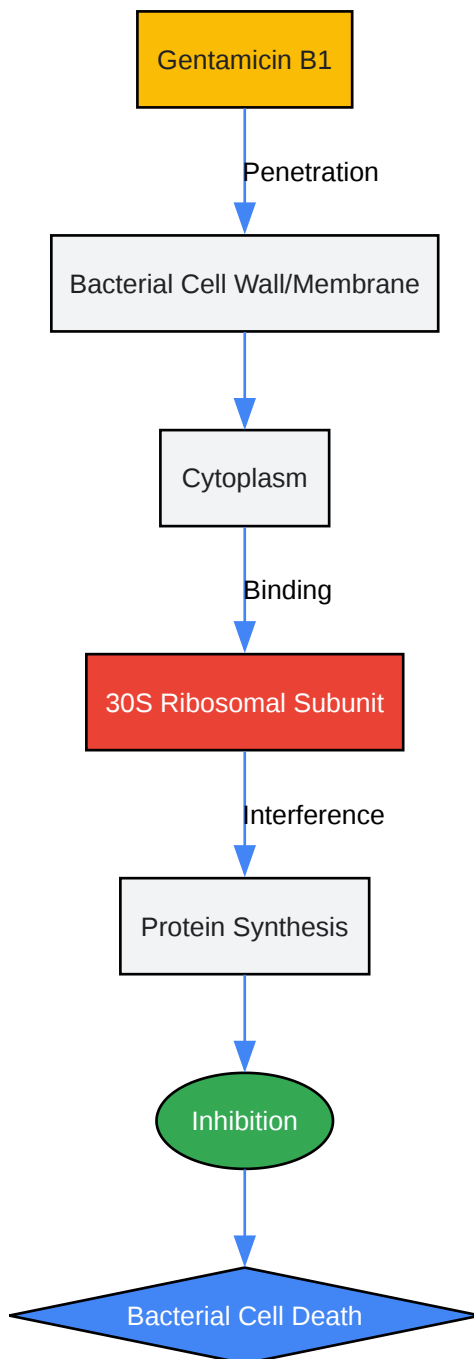 Gentamicin B1
Penetration
Bacterial Cell Wall/Membrane
Cytoplasm
Binding
30S Ribosomal Subunit
Interference
Protein Synthesis
Inhibition
Bacterial Cell Death